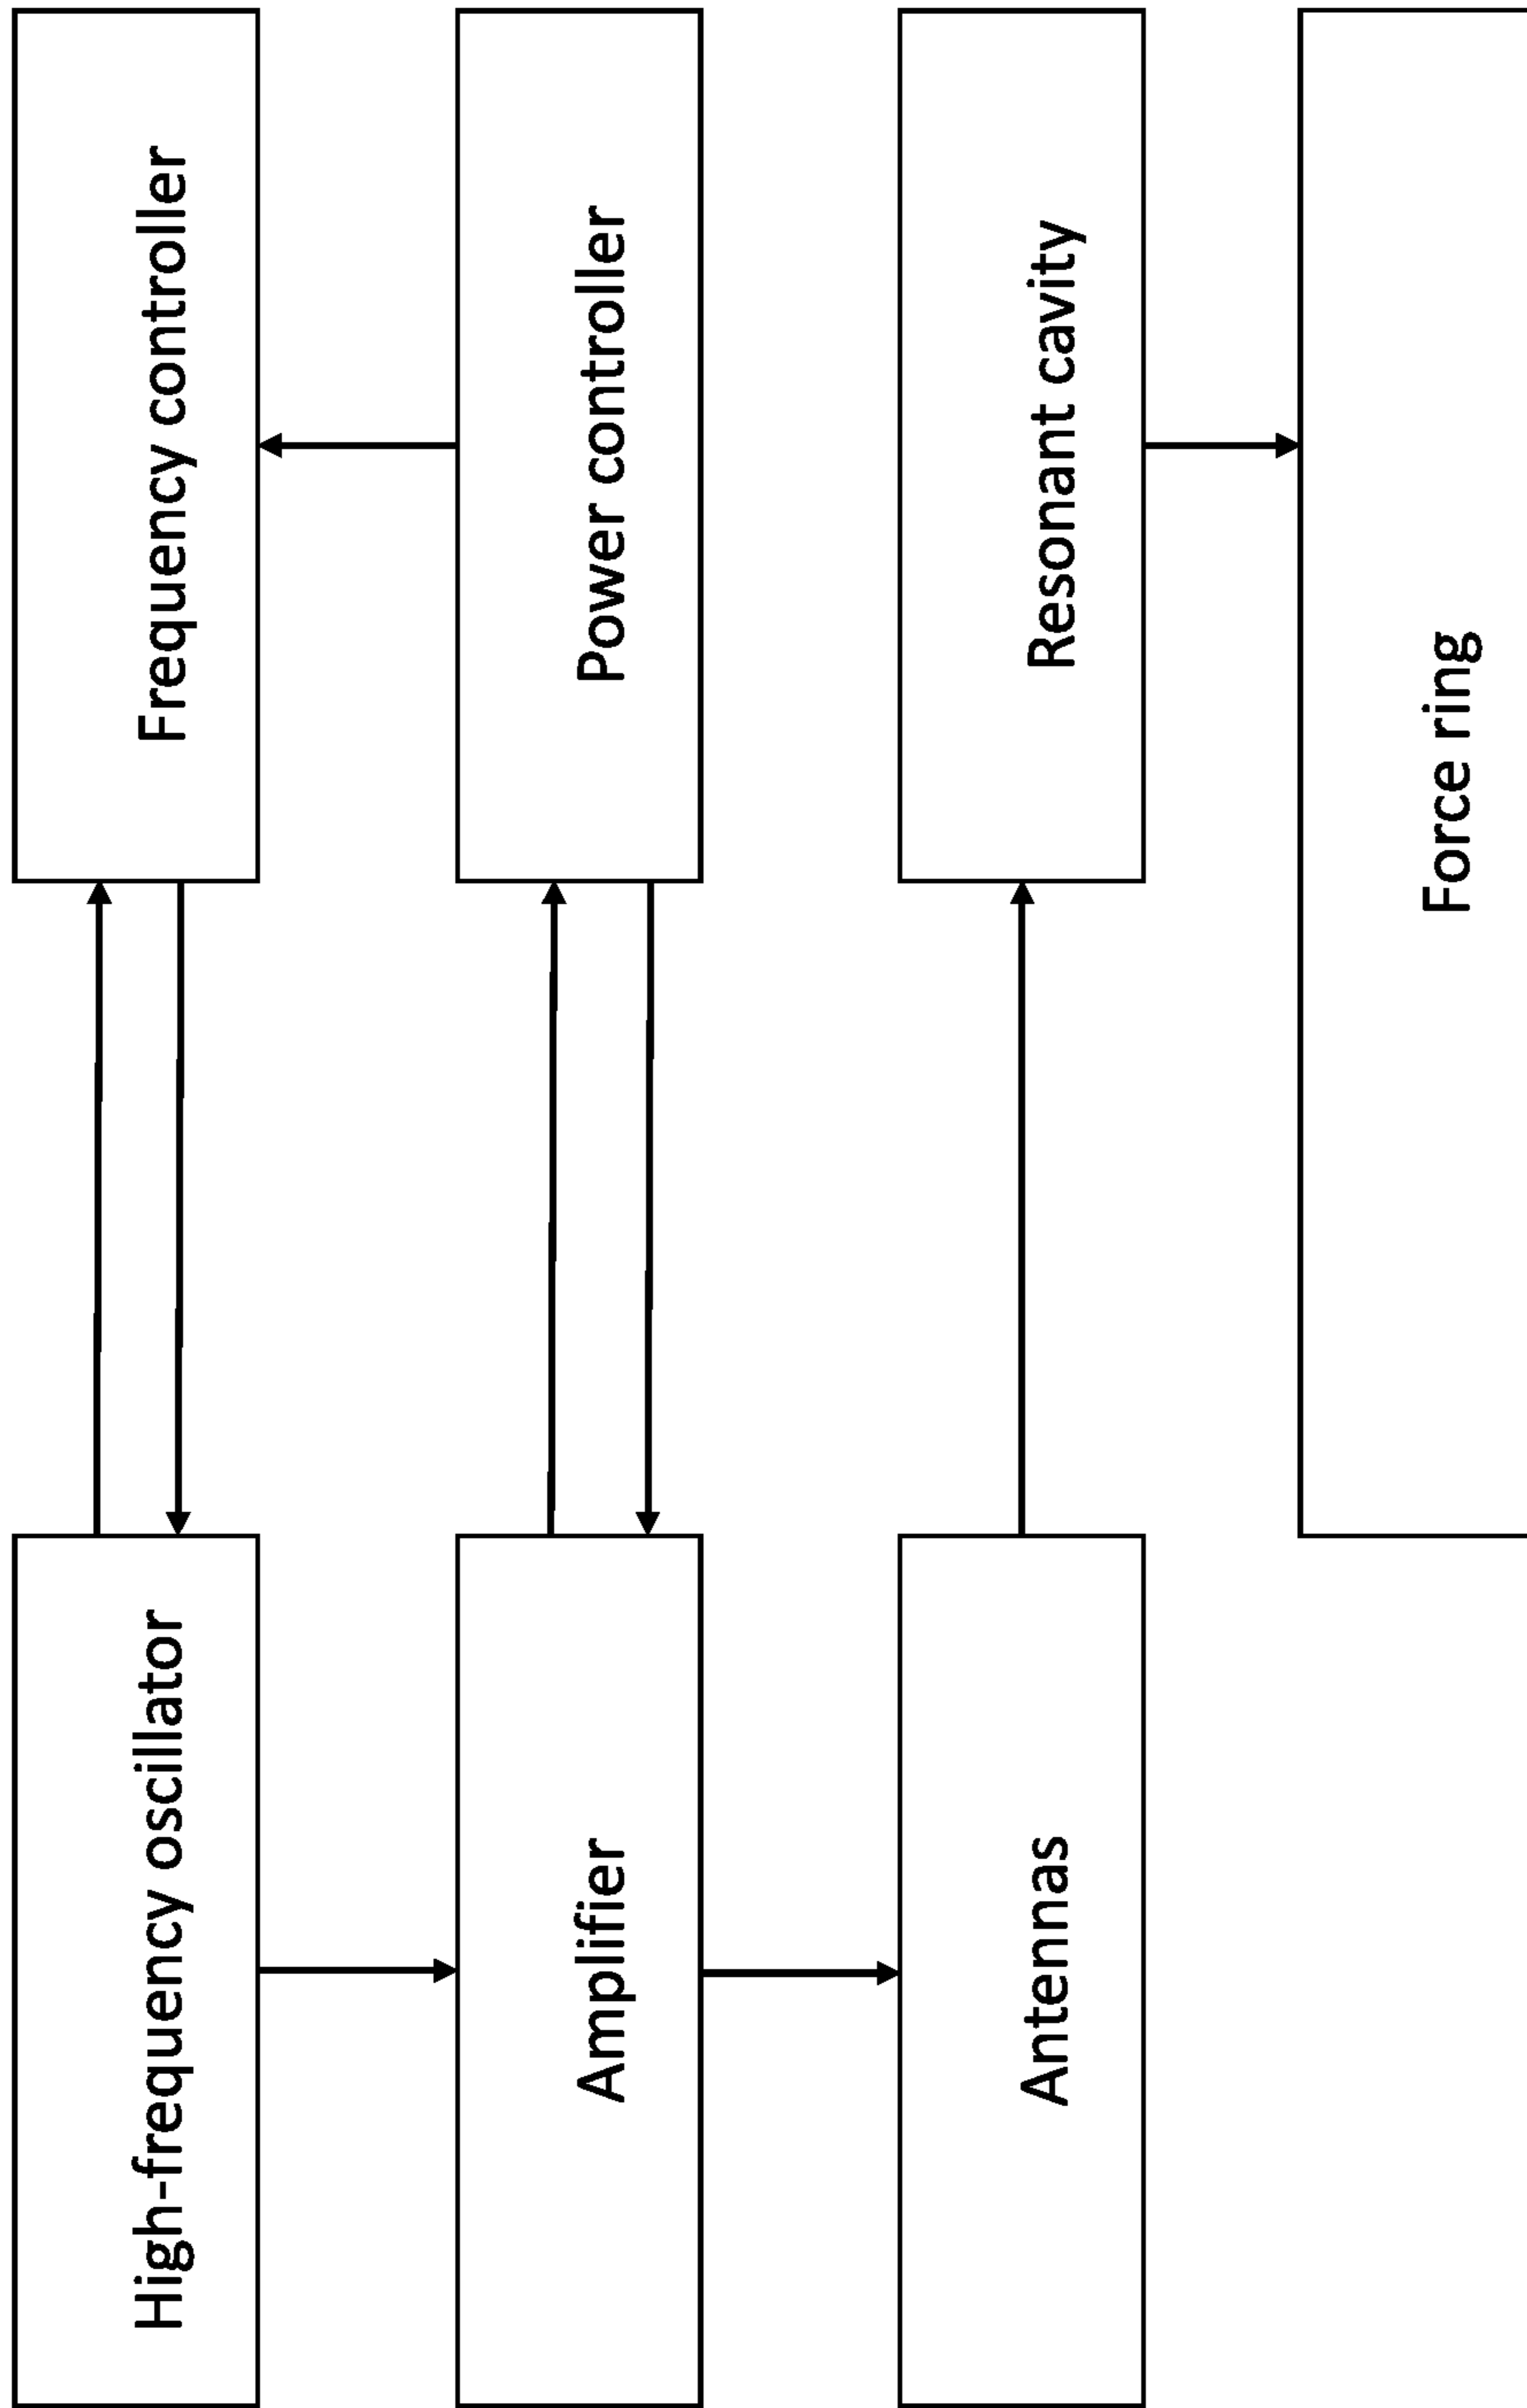 High-frequency oscillator
Frequency controller
Amplifier
Power controller
Antennas
Resonant cavity
Force ring